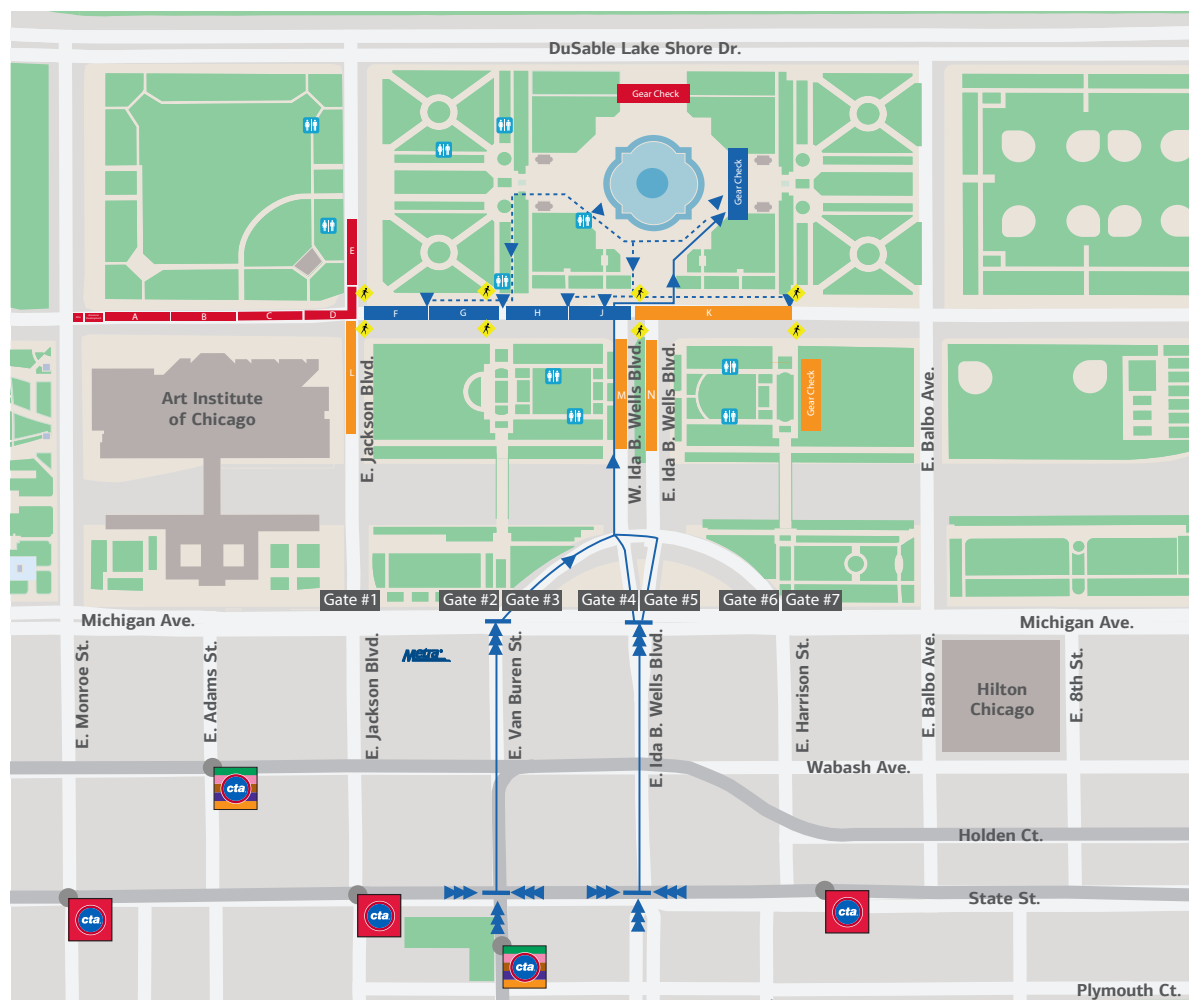 DuSable Lake Shore Dr.
Gear Check
Gear Check
E
A
B
C
D
F
G
H
J
K
L
M
N
Gear Check
Art Institute
of Chicago
E. Jackson Blvd.
W. Ida B. Wells Blvd.
E. Ida B. Wells Blvd.
E. Balbo Ave.
Gate #1
Gate #2
Gate #3
Gate #4
Gate #5
Gate #6
Gate #7
Michigan Ave.
Michigan Ave.
Metra
E. Monroe St.
E. Adams St.
E. Jackson Blvd.
E. Van Buren St.
E. Ida B. Wells Blvd.
E. Harrison St.
E. Balbo Ave.
Hilton
Chicago
E. 8th St.
Wabash Ave.
cta
Holden Ct.
State St.
cta
cta
cta
cta
Plymouth Ct.